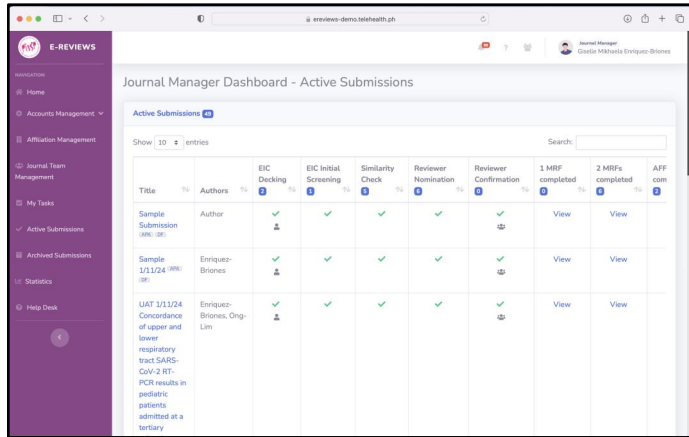 ereviews-demo.telehealth.ph
E-REVIEWS
Journal Manager
Giselle Mikhaela Enriquez-Briones
NAVIGATION
Home
Accounts Management
Affiliation Management
Journal Team
Management
My Tasks
Active Submissions
Archived Submissions
Statistics
Help Desk
Journal Manager Dashboard - Active Submissions
Active Submissions 49
Show 10 entries
Search:
Title
Authors
EIC
Decking
2
EIC Initial
Screening
1
Similarity
Check
5
Reviewer
Nomination
6
Reviewer
Confirmation
0
1 MRF
completed
0
2 MRFs
completed
6
AFF
com
2
Sample
Submission
APA DF
Author
View
View
Sample
1/11/24 APA
DF
Enriquez-
Briones
View
View
UAT 1/11/24
Concordance
of upper and
lower
respiratory
tract SARS-
CoV-2 RT-
PCR results in
pediatric
patients
admitted at a
tertiary
Enriquez-
Briones, Ong-
Lim
View
View